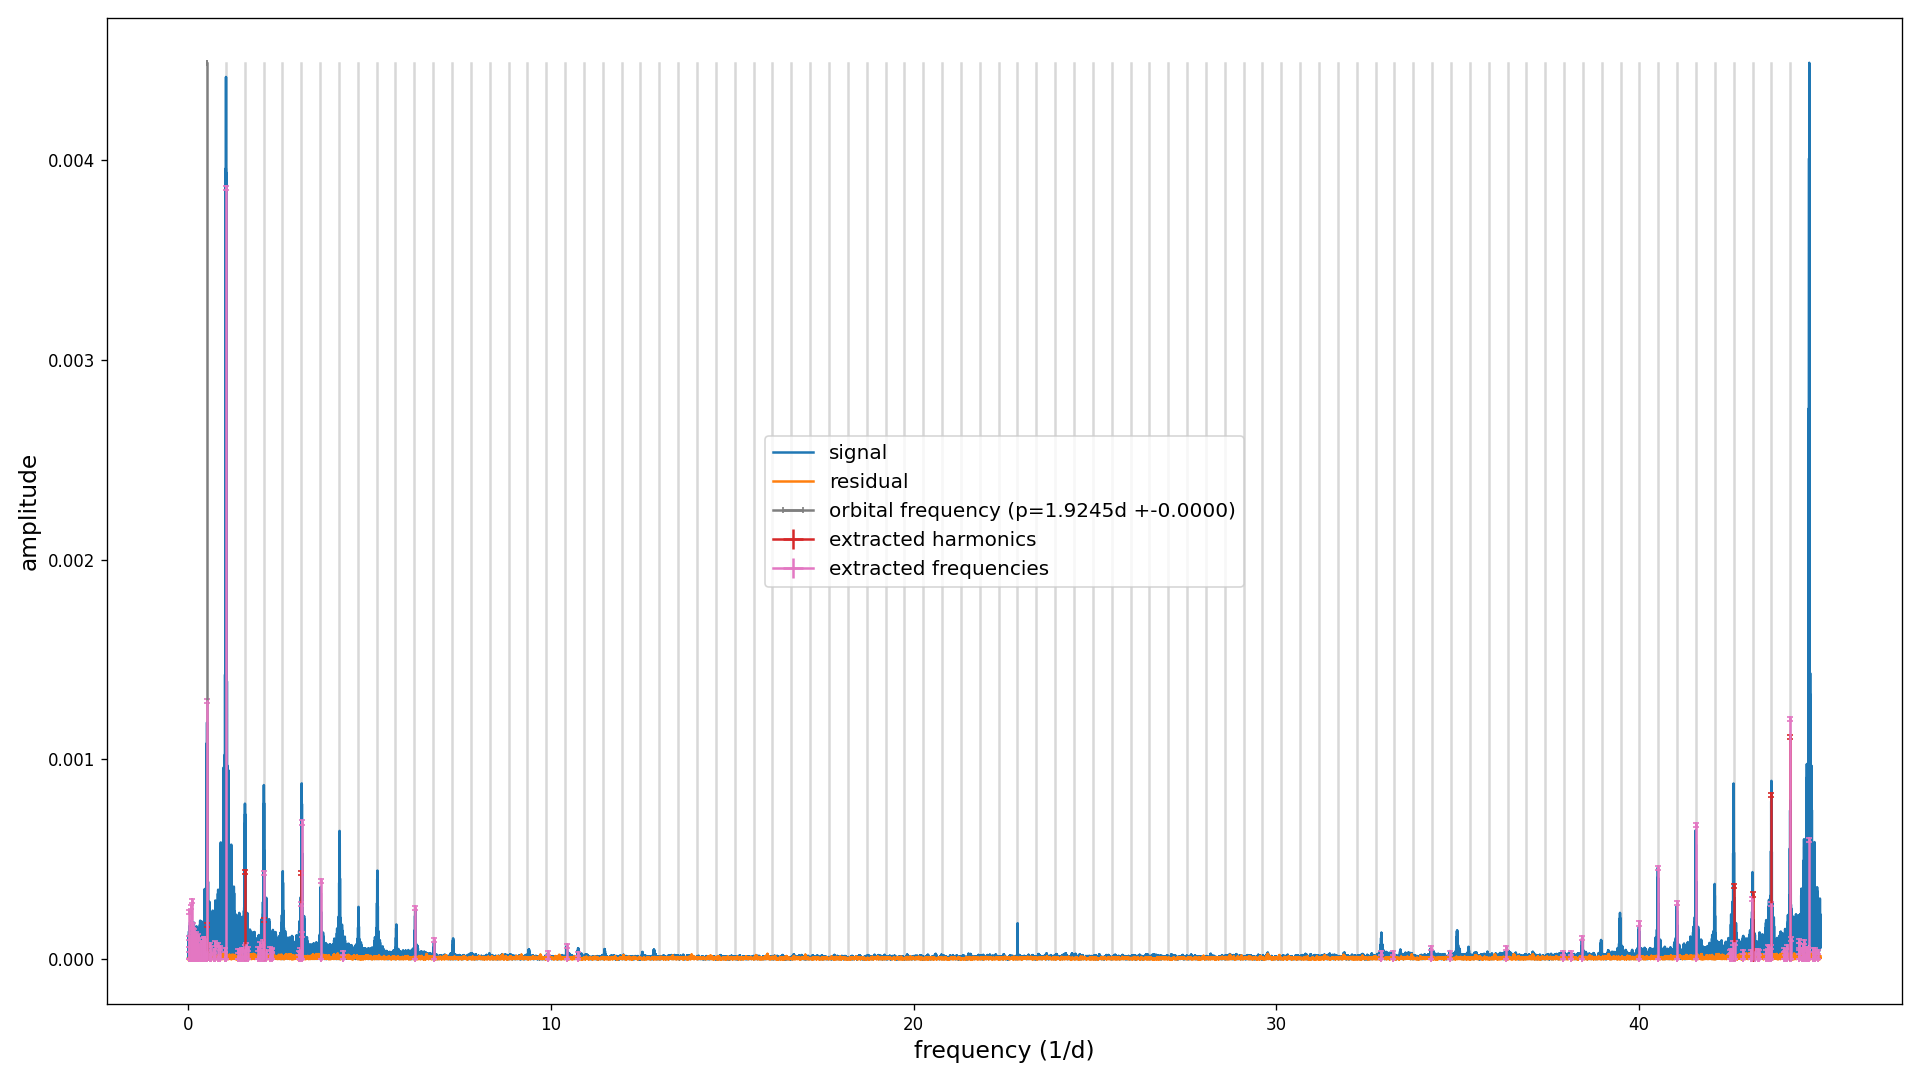 0.004
0.003
0.002
0.001
0.000
amplitude
signal
residual
orbital frequency (p=1.9245d +-0.0000)
extracted harmonics
extracted frequencies
0 10 20 30 40
frequency (1/d)